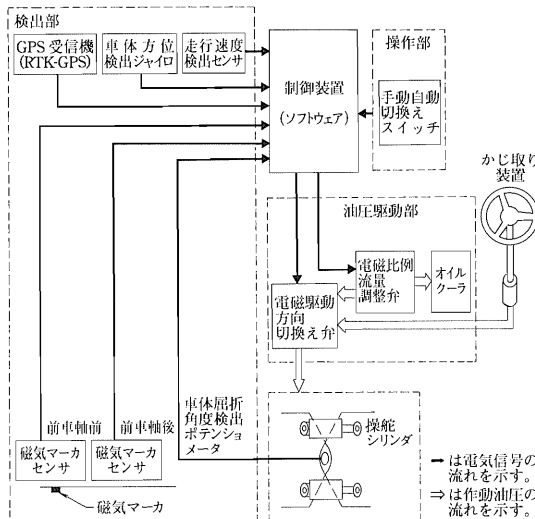 検出部
GPS 受信機
(RTK-GPS)
車体方位
検出ジャイロ
走行速度
検出センサ
制御装置
(ソフトウェア)
操作部
手動自動
切換え
スイッチ
かじ取り
装置
油圧駆動部
電磁比例
流量
調整弁
オイル
クーラ
電磁駆動
方向
切換え弁
前車軸前
磁気マーカ
センサ
前車軸後
磁気マーカ
センサ
磁気マーカ
車体屈折
角度検出
ポテンショ
メータ
操舵
シリンダ
→ は電気信号の
流れを示す。
⇒ は作動油圧の
流れを示す。